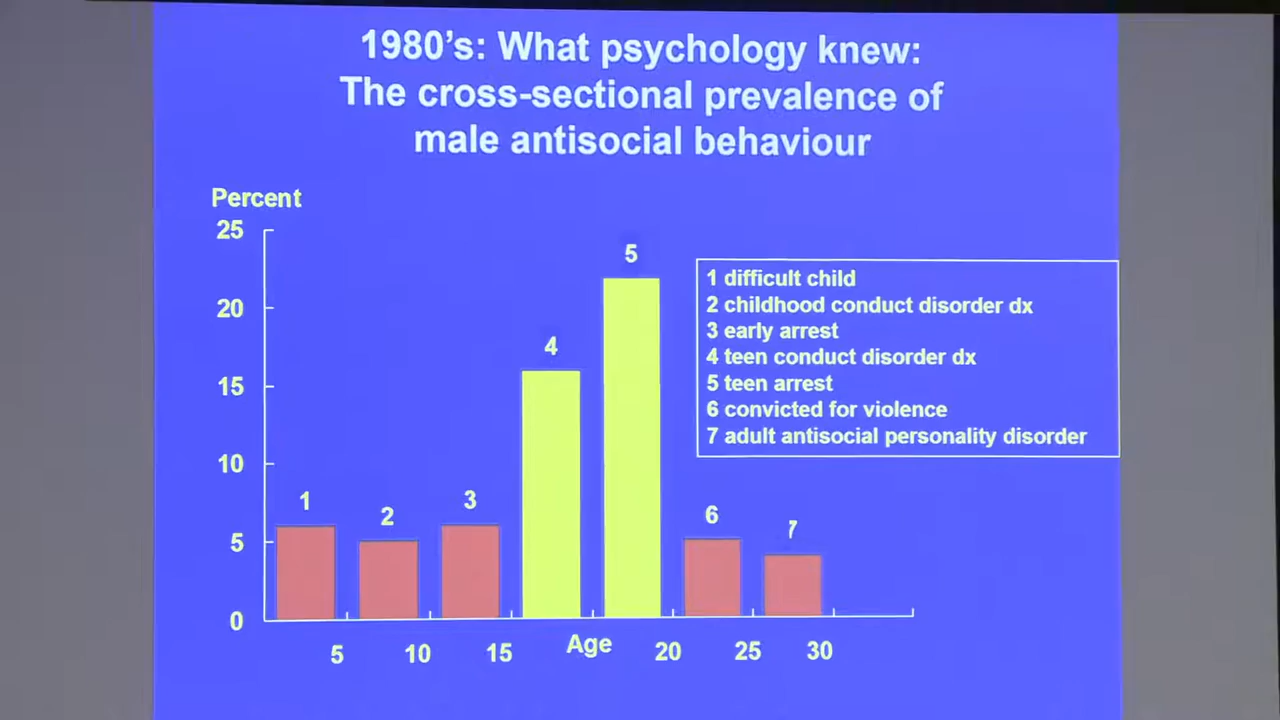 1980's: What psychology knew:
The cross-sectional prevalence of
male antisocial behaviour
Percent
25
20
15
10
5
0
1
2
3
4
5
6
7
1 difficult child
2 childhood conduct disorder dx
3 early arrest
4 teen conduct disorder dx
5 teen arrest
6 convicted for violence
7 adult antisocial personality disorder
5
10
15
Age
20
25
30